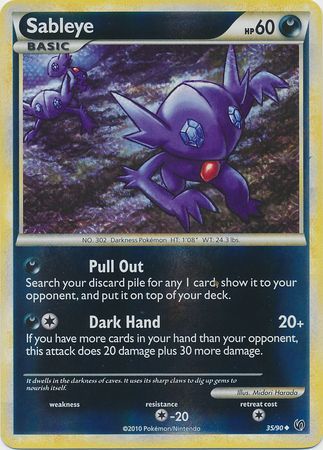 Sableye
HP60
BASIC
NO. 302 Darkness Pokémon HT: 1'08" WT: 24.3 lbs.
Pull Out
Search your discard pile for any 1 card, show it to
your opponent, and put it on top of your deck.
Dark Hand 20+
If you have more cards in your hand than your opponent,
this attack does 20 damage plus 30 more damage.
It dwells in the darkness of caves. It uses its sharp claws to dig up gems to
nourish itself.
Illus. Midori Harada
weakness resistance retreat cost
-20
©2010 Pokémon/Nintendo
35/90